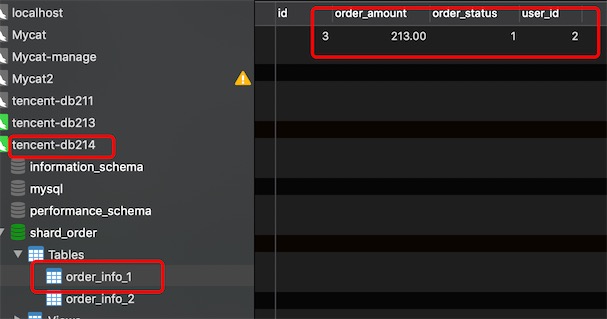 localhost
Mycat
Mycat-manage
Mycat2
tencent-db211
tencent-db213
tencent-db214
information_schema
mysql
performance_schema
shard_order
Tables
order_info_1
order_info_2
Views
id order_amount order_status user_id
3 213.00 1 2